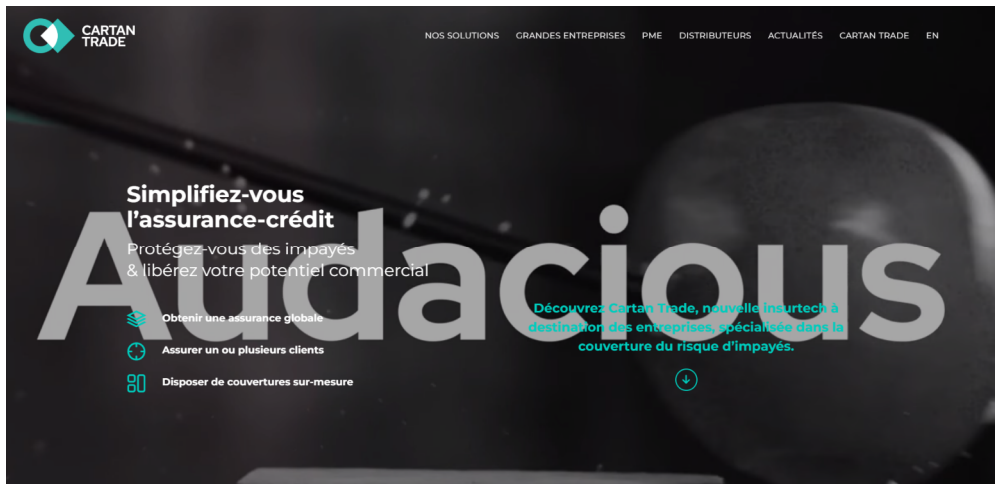 CARTAN
TRADE
NOS SOLUTIONS GRANDES ENTREPRISES PME DISTRIBUTEURS ACTUALITÉS CARTAN TRADE EN
Simplifiez-vous
l'assurance-crédit
Protégez-vous des impayés
& libérez votre potentiel commercial
Audacious
Obtenir une assurance globale
Assurer un ou plusieurs clients
Disposer de couvertures sur-mesure
Découvrez Cartan Trade, nouvelle insurtech à
destination des entreprises, spécialisée dans la
couverture du risque d'impayés.